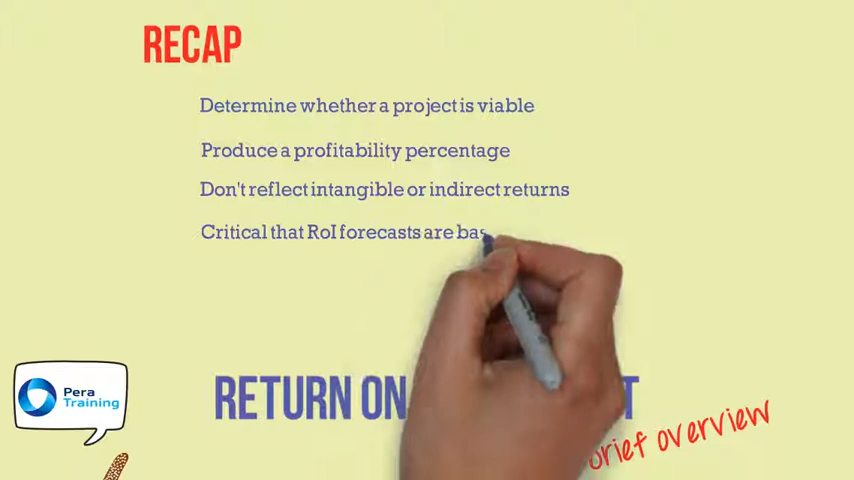 RECAP
Determine whether a project is viable
Produce a profitability percentage
Don't reflect intangible or indirect returns
Critical that RoI forecasts are bas
Pera
Training
RETURN ON T
brief overview